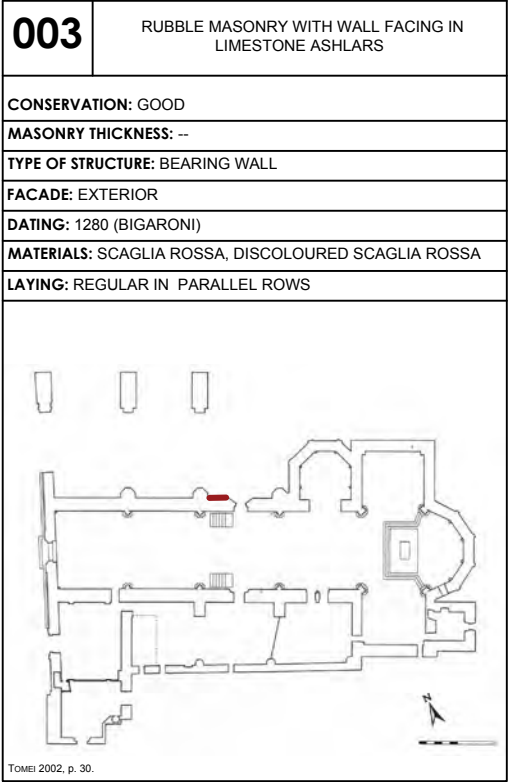 003
RUBBLE MASONRY WITH WALL FACING IN
LIMESTONE ASHLARS
CONSERVATION: GOOD
MASONRY THICKNESS: --
TYPE OF STRUCTURE: BEARING WALL
FACADE: EXTERIOR
DATING: 1280 (BIGARONI)
MATERIALS: SCAGLIA ROSSA, DISCOLOURED SCAGLIA ROSSA
LAYING: REGULAR IN PARALLEL ROWS
N
TOMEI 2002, p. 30.